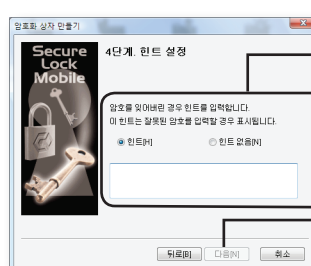 암호화 상자 만들기
Secure
Lock
Mobile
4단계. 힌트 설정
암호를 잊어버린 경우 힌트를 입력합니다.
이 힌트는 잘못된 암호를 입력할 경우 표시됩니다.
힌트[H] 힌트 없음[N]
뒤로[B] 다음[N] 취소